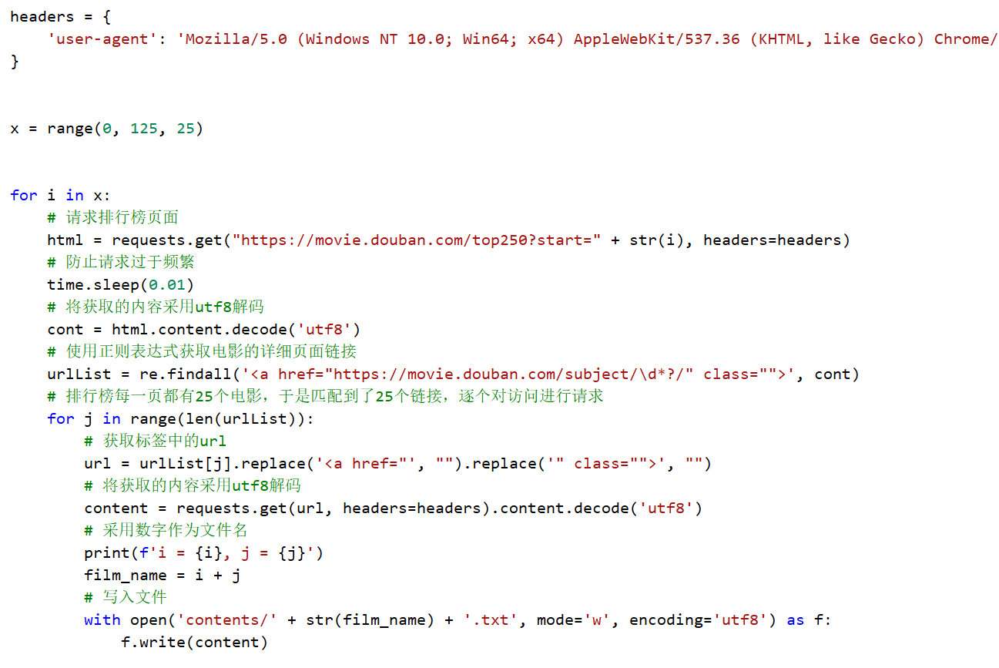 headers = {
    'user-agent': 'Mozilla/5.0 (Windows NT 10.0; Win64; x64) AppleWebKit/537.36 (KHTML, like Gecko) Chrome/
}
x = range(0, 125, 25)
for i in x:
    # 请求排行榜页面
    html = requests.get("https://movie.douban.com/top250?start=" + str(i), headers=headers)
    # 防止请求过于频繁
    time.sleep(0.01)
    # 将获取的内容采用utf8解码
    cont = html.content.decode('utf8')
    # 使用正则表达式获取电影的详细页面链接
    urlList = re.findall('<a href="https://movie.douban.com/subject/\d*?/" class="">', cont)
    # 排行榜每一页都有25个电影，于是匹配到了25个链接，逐个对访问进行请求
    for j in range(len(urlList)):
        # 获取标签中的url
        url = urlList[j].replace('<a href="', "").replace('" class="">', "")
        # 将获取的内容采用utf8解码
        content = requests.get(url, headers=headers).content.decode('utf8')
        # 采用数字作为文件名
        print(f'i = {i}, j = {j}')
        film_name = i + j
        # 写入文件
        with open('contents/' + str(film_name) + '.txt', mode='w', encoding='utf8') as f:
            f.write(content)